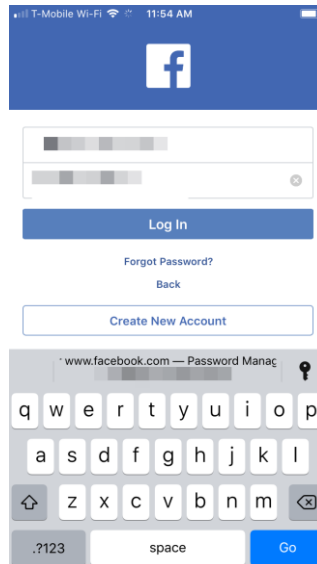 T-Mobile Wi-Fi 11:54 AM
f
Log In
Forgot Password?
Back
Create New Account
www.facebook.com — Password Manag
q w e r t y u i o p
a s d f g h j k l
z x c v b n m
.?123 space Go